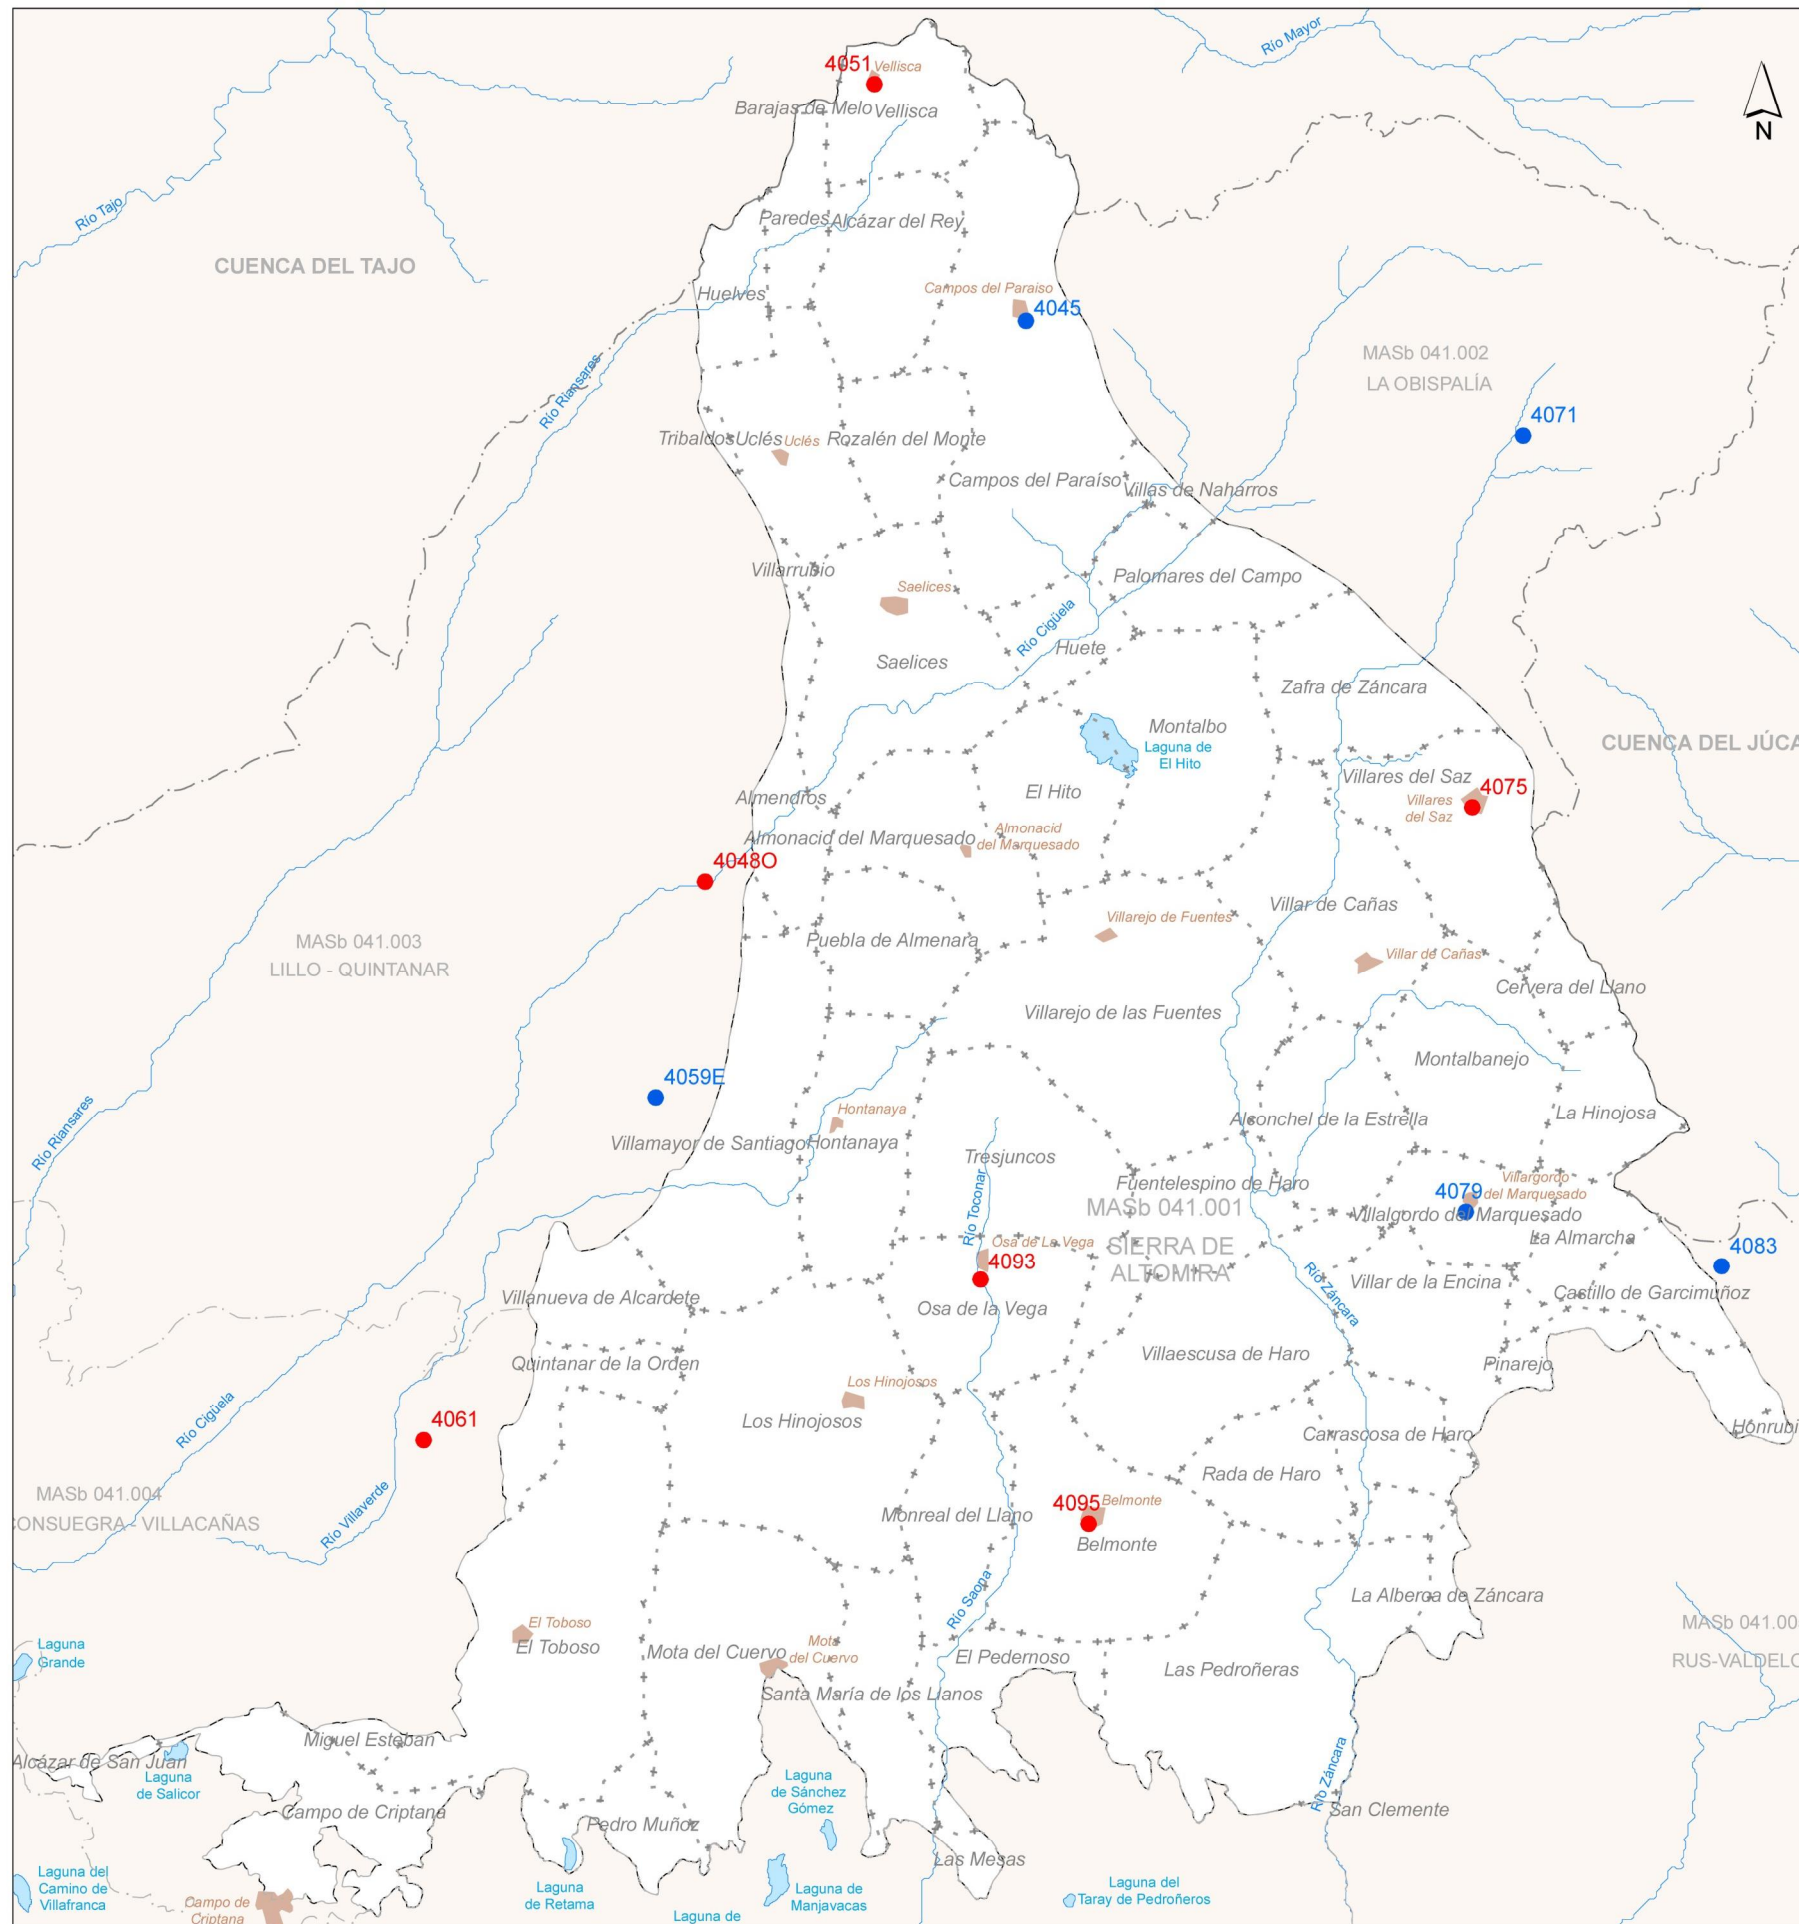 Río Mayor
4051
Vellisca
Barajas de Melo
Vellisca
N
Río Tajo
Paredes
Alcázar del Rey
CUENCA DEL TAJO
Huelves
Campos del Paraiso
4045
MASb 041.002
LA OBISPALÍA
Río Riansares
4071
Tribaldos
Uclés
Uclés
Rozalén del Monte
Campos del Paraíso
Villas de Naharros
Villarrubio
Saelices
Palomares del Campo
Río Cigüela
Huete
Saelices
Zafra de Záncara
Montalbo
Laguna de
El Hito
CUENCA DEL JÚCA
Villares del Saz
4075
Villares
del Saz
El Hito
Almendros
Almonacid del Marquesado
Almonacid
del Marquesado
4048O
Villar de Cañas
Villarejo de Fuentes
Puebla de Almenara
MASb 041.003
LILLO - QUINTANAR
Villar de Cañas
Cervera del Llano
Villarejo de las Fuentes
Montalbanejo
4059E
Hontanaya
Alconchel de la Estrella
La Hinojosa
Río Riansares
Villamayor de Santiago
Hontanaya
Tresjuncos
Fuentelespino de Haro
Villargordo
del Marquesado
4079
MASb 041.001
SIERRA DE
ALTOMIRA
Villalgordo del Marquesado
Río Toconar
Osa de La Vega
4093
La Almarcha
4083
Villar de la Encina
Castillo de Garcimuñoz
Río Záncara
Villanueva de Alcardete
Osa de la Vega
Villaescusa de Haro
Quintanar de la Orden
Pinarejo
Los Hinojosos
Los Hinojosos
4061
Río Cigüela
Carrascosa de Haro
Honrubi
Rada de Haro
MASb 041.004
CONSUEGRA - VILLACAÑAS
Río Villaverde
Monreal del Llano
4095
Belmonte
Belmonte
Río Saona
La Alberca de Záncara
El Toboso
El Toboso
MASb 041.00
RUS-VALDELO
Laguna
Grande
Mota del Cuervo
Mota
del Cuervo
El Pedernoso
Las Pedroñeras
Santa María de los Llanos
Miguel Esteban
Alcázar de San Juan
Laguna
de Salicor
Laguna
de Sánchez
Gómez
Río Záncara
Campo de Criptana
Pedro Muñoz
San Clemente
Las Mesas
Laguna del
Camino de
Villafranca
Campo de
Criptana
Laguna
de Retama
Laguna de
Manjavacas
Laguna del
Taray de Pedroñeros
Laguna de